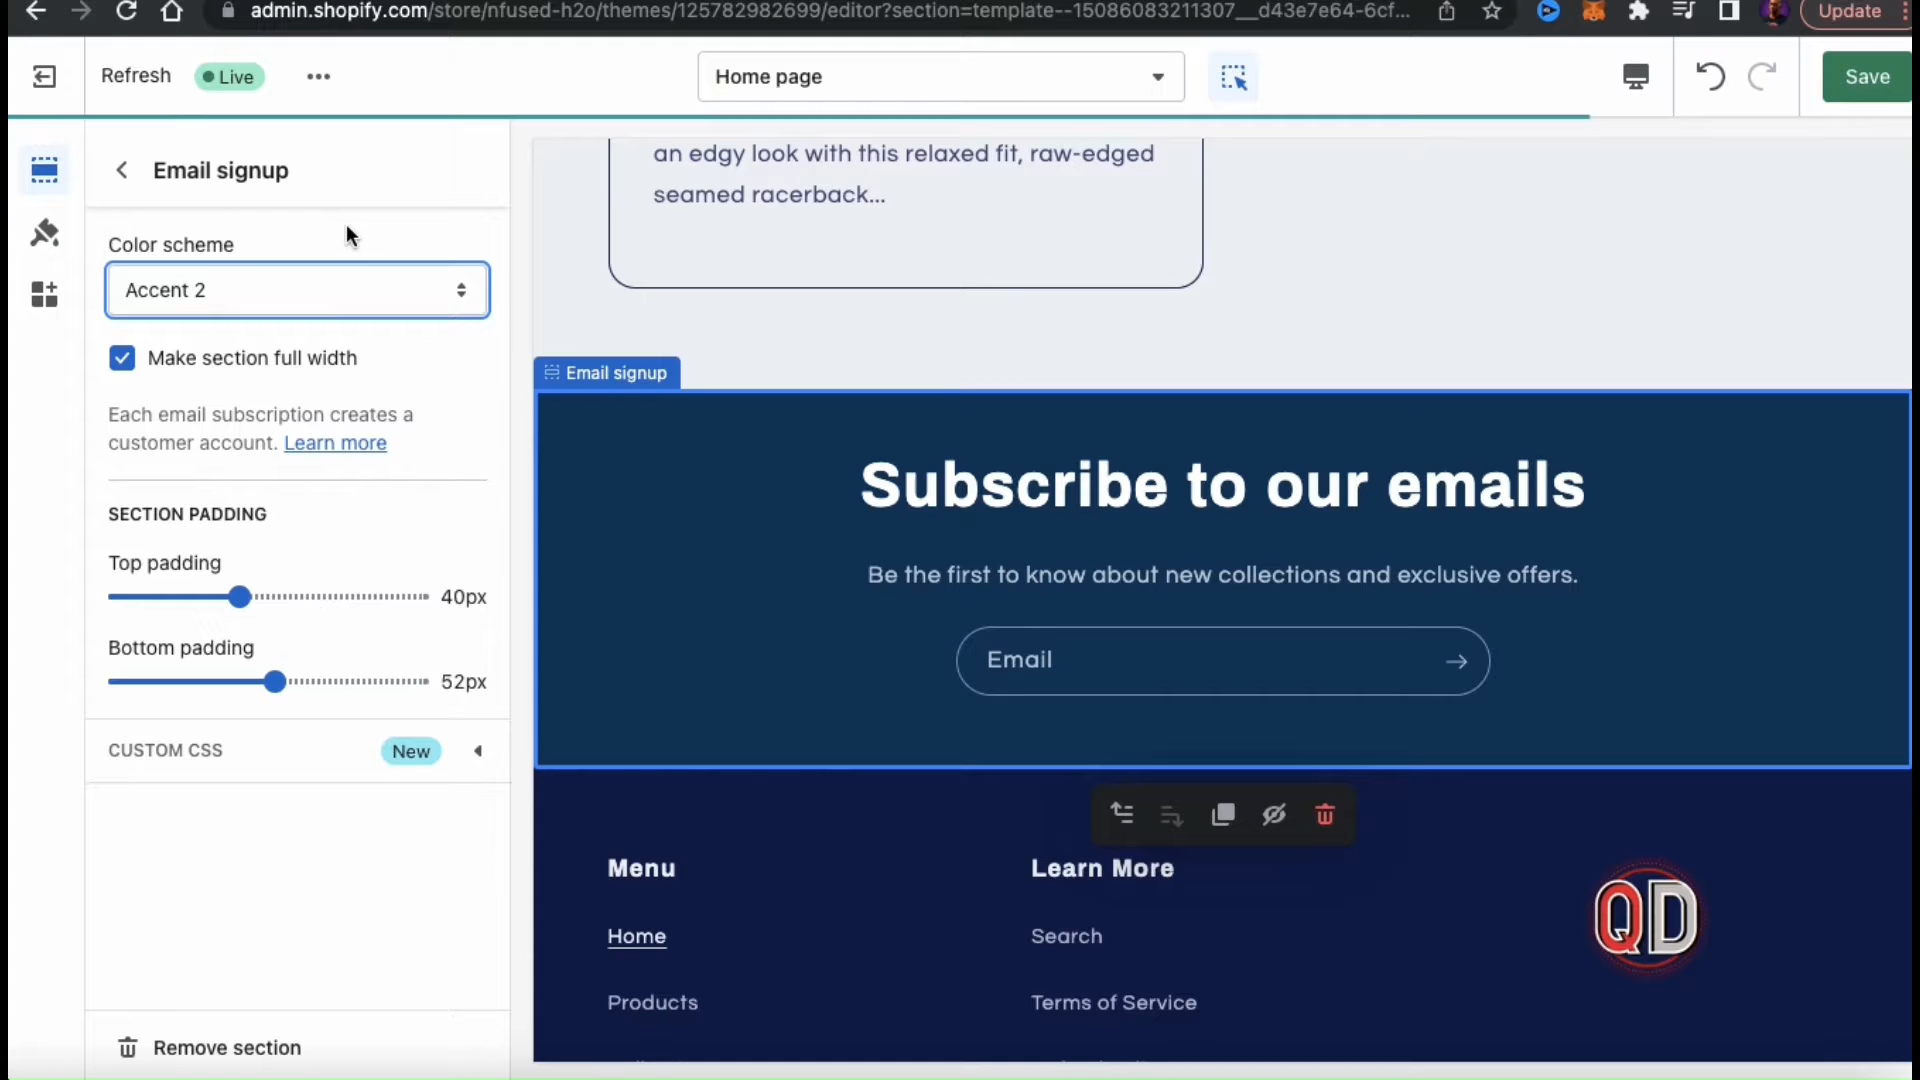 admin.shopify.com/store/nfused-h2o/themes/125782982699/editor?section=template--15086083211307__d43e7e64-6cf...
Update
Refresh
Live
Home page
Save
Email signup
Color scheme
Accent 2
Make section full width
Each email subscription creates a
customer account. Learn more
SECTION PADDING
Top padding
40px
Bottom padding
52px
CUSTOM CSS
New
Remove section
an edgy look with this relaxed fit, raw-edged
seamed racerback...
Email signup
Subscribe to our emails
Be the first to know about new collections and exclusive offers.
Email
Menu
Learn More
Home
Search
QD
Products
Terms of Service